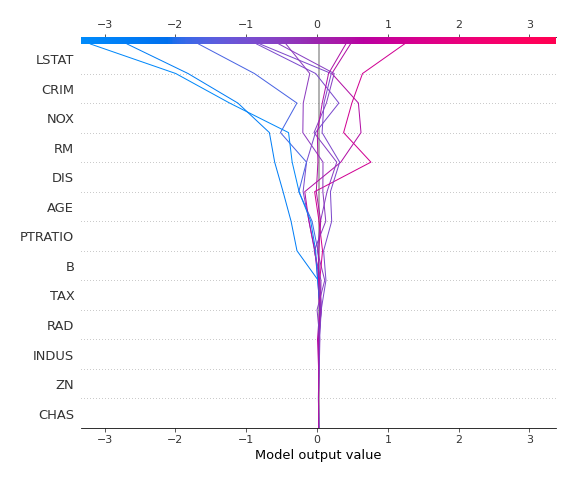 −3 −2 −1 0 1 2 3
LSTAT
CRIM
NOX
RM
DIS
AGE
PTRATIO
B
TAX
RAD
INDUS
ZN
CHAS
−3 −2 −1 0 1 2 3
Model output value